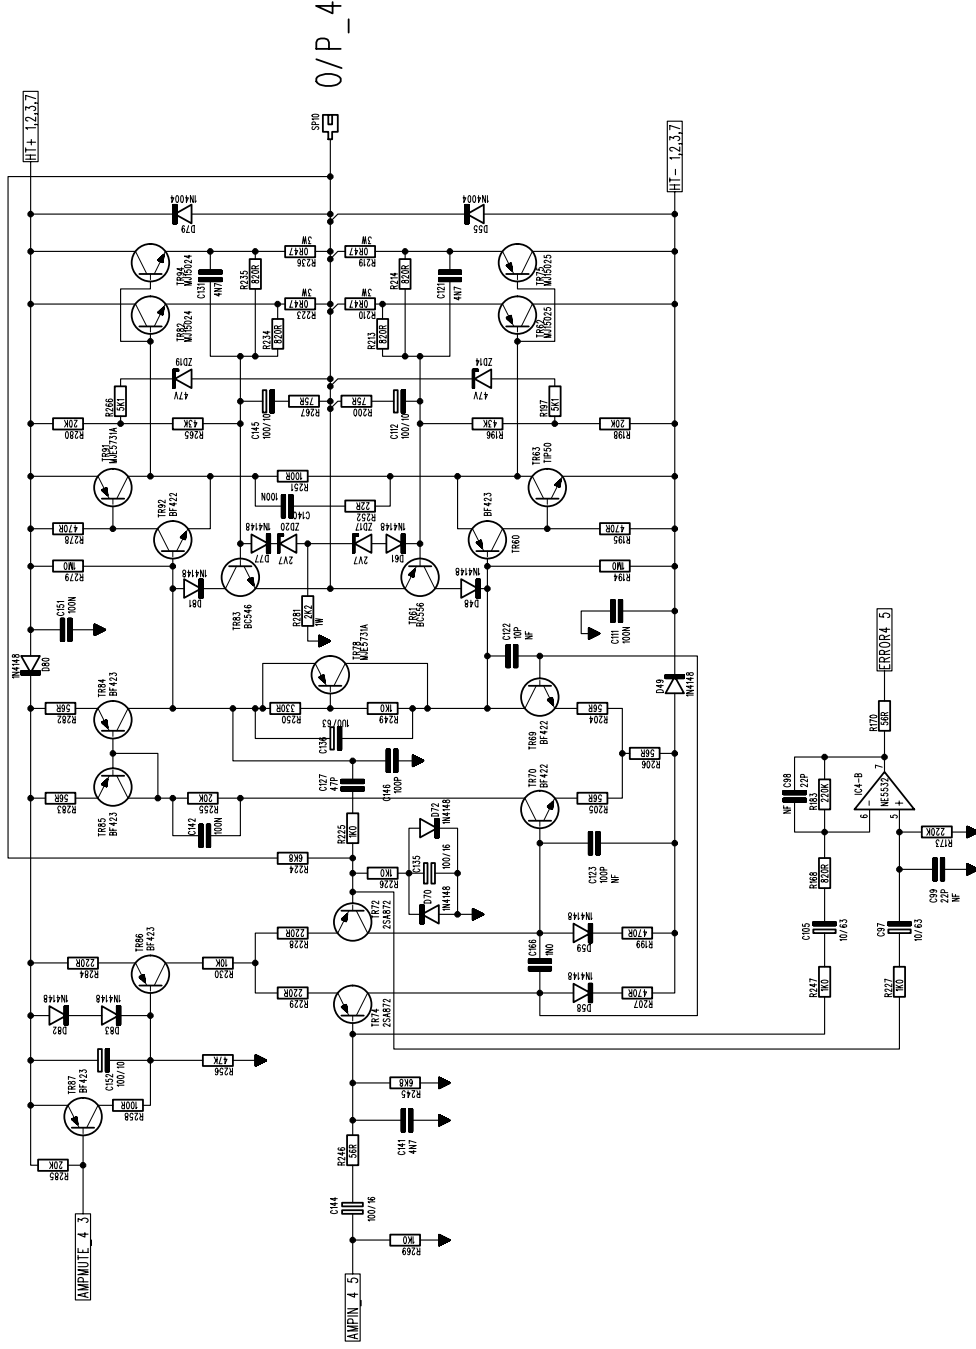 O/P_4
SP10
HT+ 1,2,3,7
HT- 1,2,3,7
D79
1N4004
D55
1N4004
TR94
MJ15024
C131
4N7
R235
820R
R236
0R47
3W
R219
0R47
3W
R214
820R
C121
4N7
TR75
MJ15025
TR82
MJ15024
R234
820R
R223
0R47
3W
R210
0R47
3W
R213
820R
TR62
MJ15025
R266
5K1
ZD19
47V
ZD14
47V
R197
5K1
R280
20K
R265
43K
C145
100/10
R267
75R
R200
75R
C112
100/10
R196
43K
R198
20K
TR91
MJE5731A
R251
100R
C140
100N
R252
22R
TR63
TIP50
R278
470R
TR92
BF422
D77
1N4148
ZD20
2V7
ZD17
2V7
D61
1N4148
BF423
TR60
R195
470R
R279
1M0
D81
1N4148
TR83
BC546
R281
2K2
1W
TR61
BC556
D48
1N4148
R194
1M0
C151
100N
C111
100N
ERROR4 5
1N4148
D80
TR78
MJE5731A
C122
10P
NF
D49
1N4148
R170
56R
R282
56R
TR84
BF423
R250
330R
R249
1K0
C136
100/63
TR69
BF422
R204
56R
R206
56R
R283
56R
TR85
BF423
R255
20K
C142
100N
C127
47P
C146
100P
TR70
BF422
R205
56R
NF
C98
22P
R183
220K
IC4-B
NE5532
6
5
7
R225
1K0
R224
6K8
R226
1K0
D72
1N4148
C135
100/16
D70
1N4148
C123
100P
NF
R168
820R
R173
220K
C99
22P
NF
TR72
2SA872
R284
220R
TR86
BF423
R230
10K
R228
220R
R229
220R
C166
1N0
1N4148
D59
R199
470R
C105
10/63
C97
10/63
D82
1N4148
D83
1N4148
TR74
2SA872
1N4148
D58
R207
470R
R247
1K0
R227
1K0
C152
100/10
R256
47K
TR87
BF423
R258
100R
R245
6K8
C141
4N7
R246
56R
R285
20K
C144
100/16
AMPMUTE 4 3
R269
1K0
AMPIN 4 5